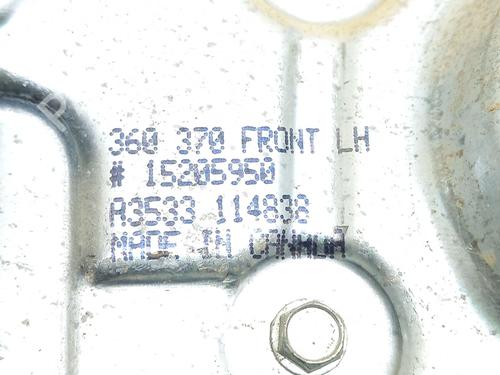 360 370 FRONT LH
# 15205950
A3533 114838
MADE IN CANADA